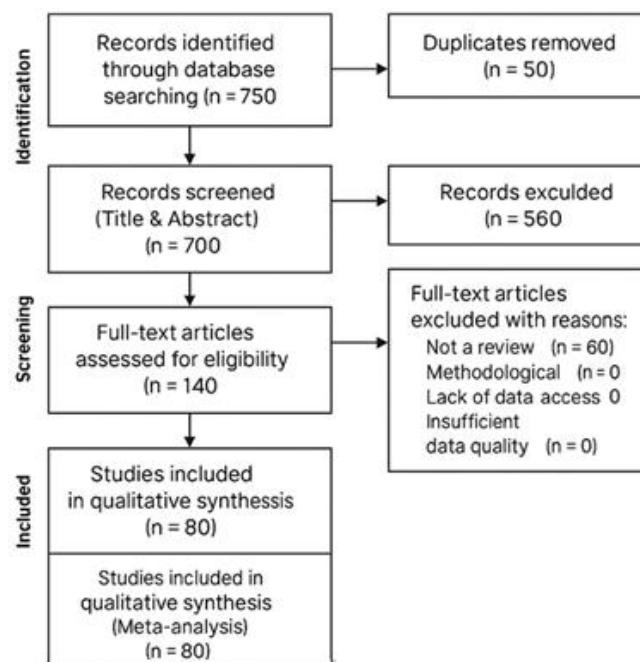 Identification
Records identified
through database
searching (n = 750
Duplicates removed
(n = 50)
Records screened
(Title & Abstract)
(n = 700
Records exculded
(n = 560
Screening
Full-text articles
assessed for eligibility
n = 140
Full-text articles
excluded with reasons:
Not a review (n = 60)
Methodological (n = 0
Lack of data access 0
Insufficient
data quality (n = 0)
Included
Studies included
in qualitative synthessis
(n = 80)
Studies included in
qualitative synthesis
(Meta-analysis)
(n = 80)